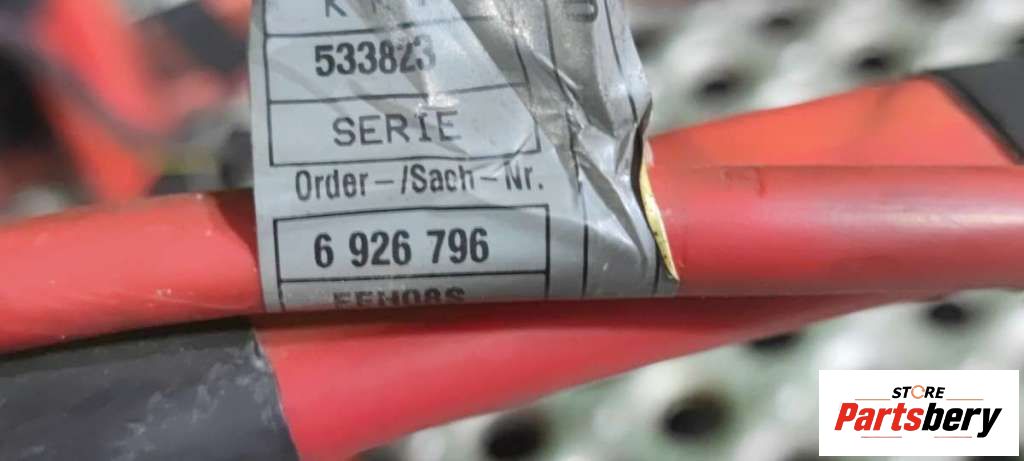 533823
SERIE
Order-/Sach-Nr.
6 926 796
STORE
Partsbery